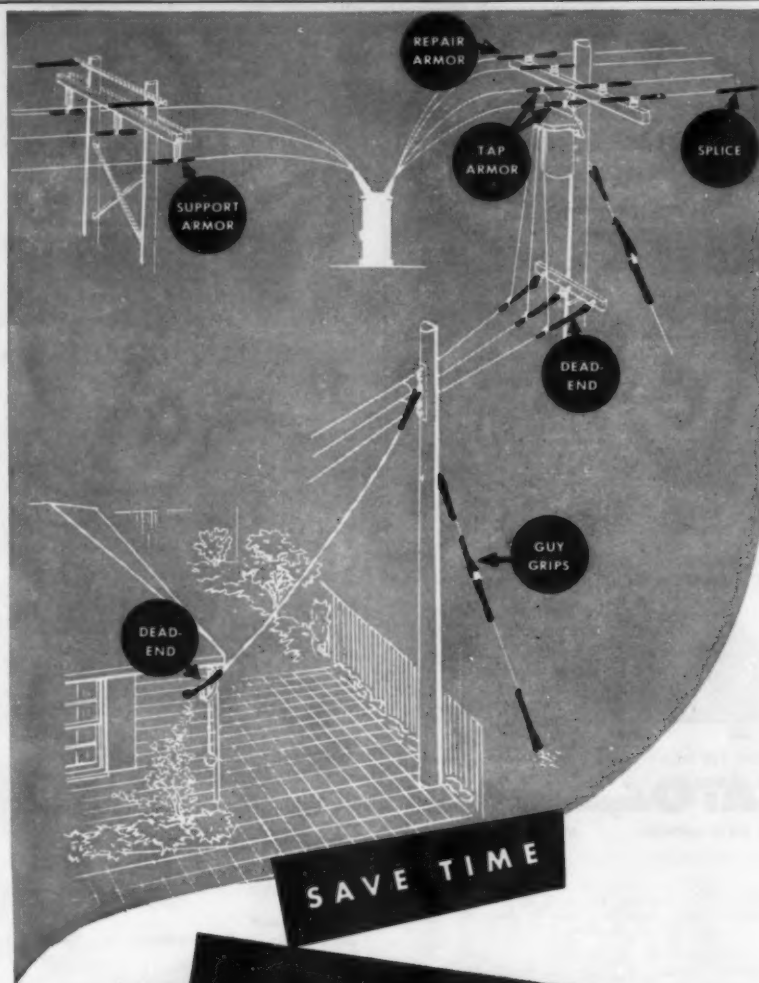 REPAIR
ARMOR
TAP
ARMOR
SPLICE
SUPPORT
ARMOR
DEAD-
END
GUY
GRIPS
DEAD-
END
SAVE TIME